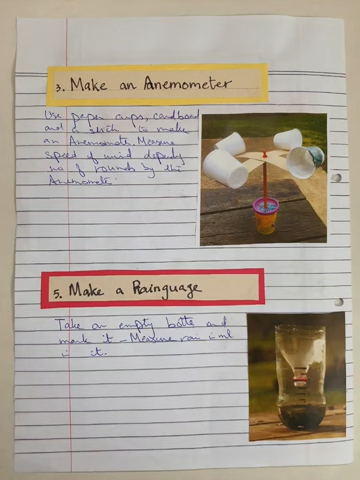 3. Make an Anemometer
Use paper cups, cardboard
and a stick to make
an Anemometer. Measure
speed of wind depending
no of rounds by the
Anemometer.
5. Make a Rainguage
Take an empty bottle and
mark it - Measure rain in ml
in it.